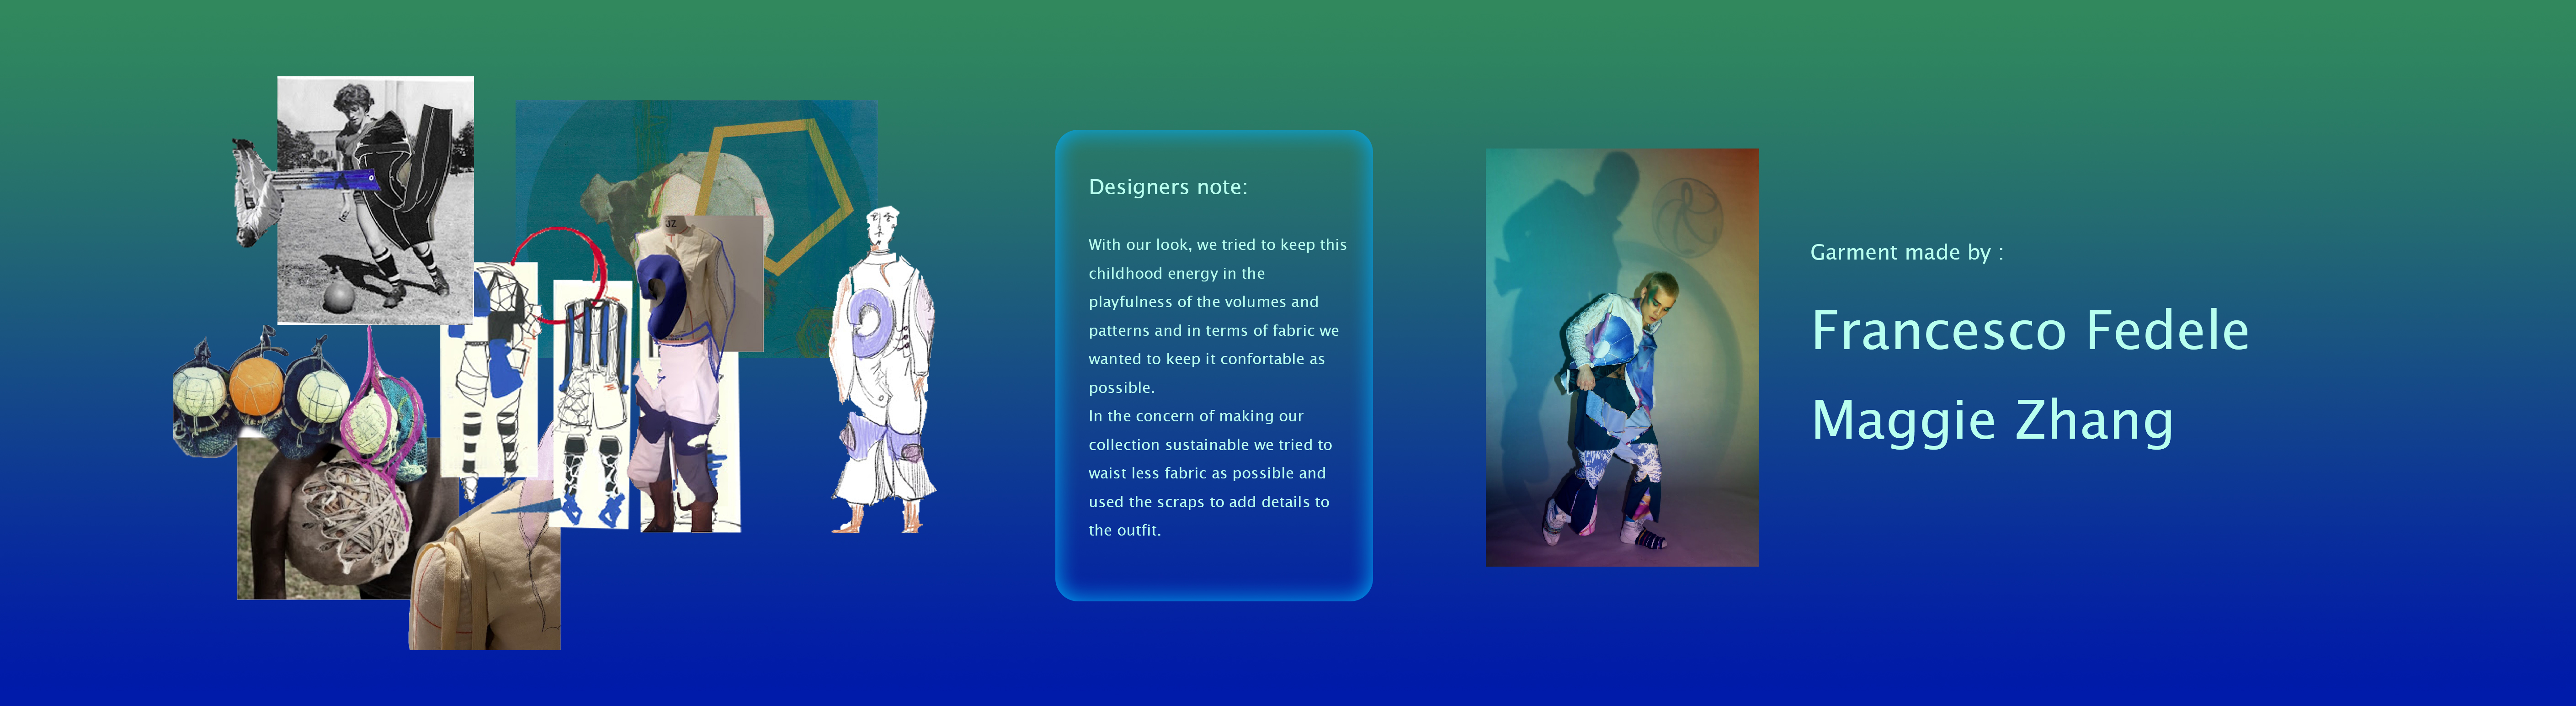 JZ
Designers note:
With our look, we tried to keep this
childhood energy in the
playfulness of the volumes and
patterns and in terms of fabric we
wanted to keep it confortable as
possible.
In the concern of making our
collection sustainable we tried to
waist less fabric as possible and
used the scraps to add details to
the outfit.
Garment made by :
Francesco Fedele
Maggie Zhang